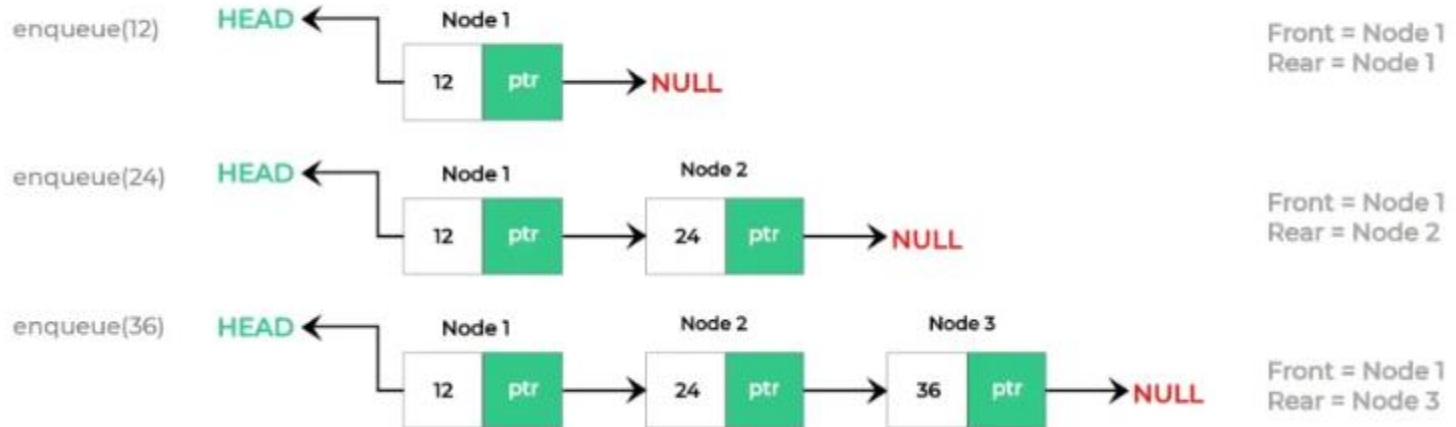 enqueue(12)
HEAD
Node 1
12
ptr
NULL
Front = Node 1
Rear = Node 1
enqueue(24)
HEAD
Node 1
Node 2
12
ptr
24
ptr
NULL
Front = Node 1
Rear = Node 2
enqueue(36)
HEAD
Node 1
Node 2
Node 3
12
ptr
24
ptr
36
ptr
NULL
Front = Node 1
Rear = Node 3